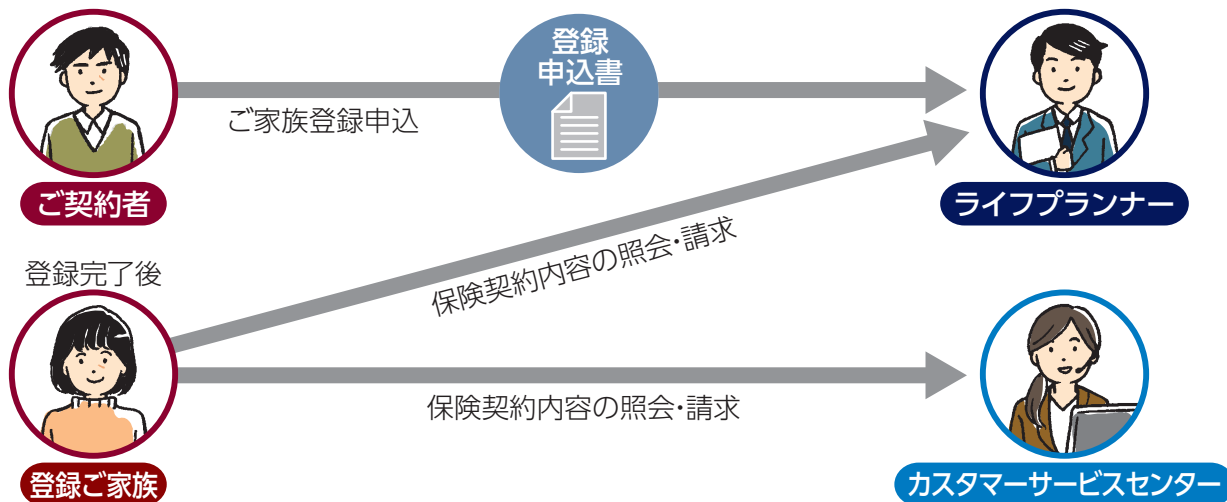 登録
申込書
ご家族登録申込
ご契約者
ライフプランナー
保険契約内容の照会・請求
登録完了後
保険契約内容の照会・請求
登録ご家族
カスタマーサービスセンター